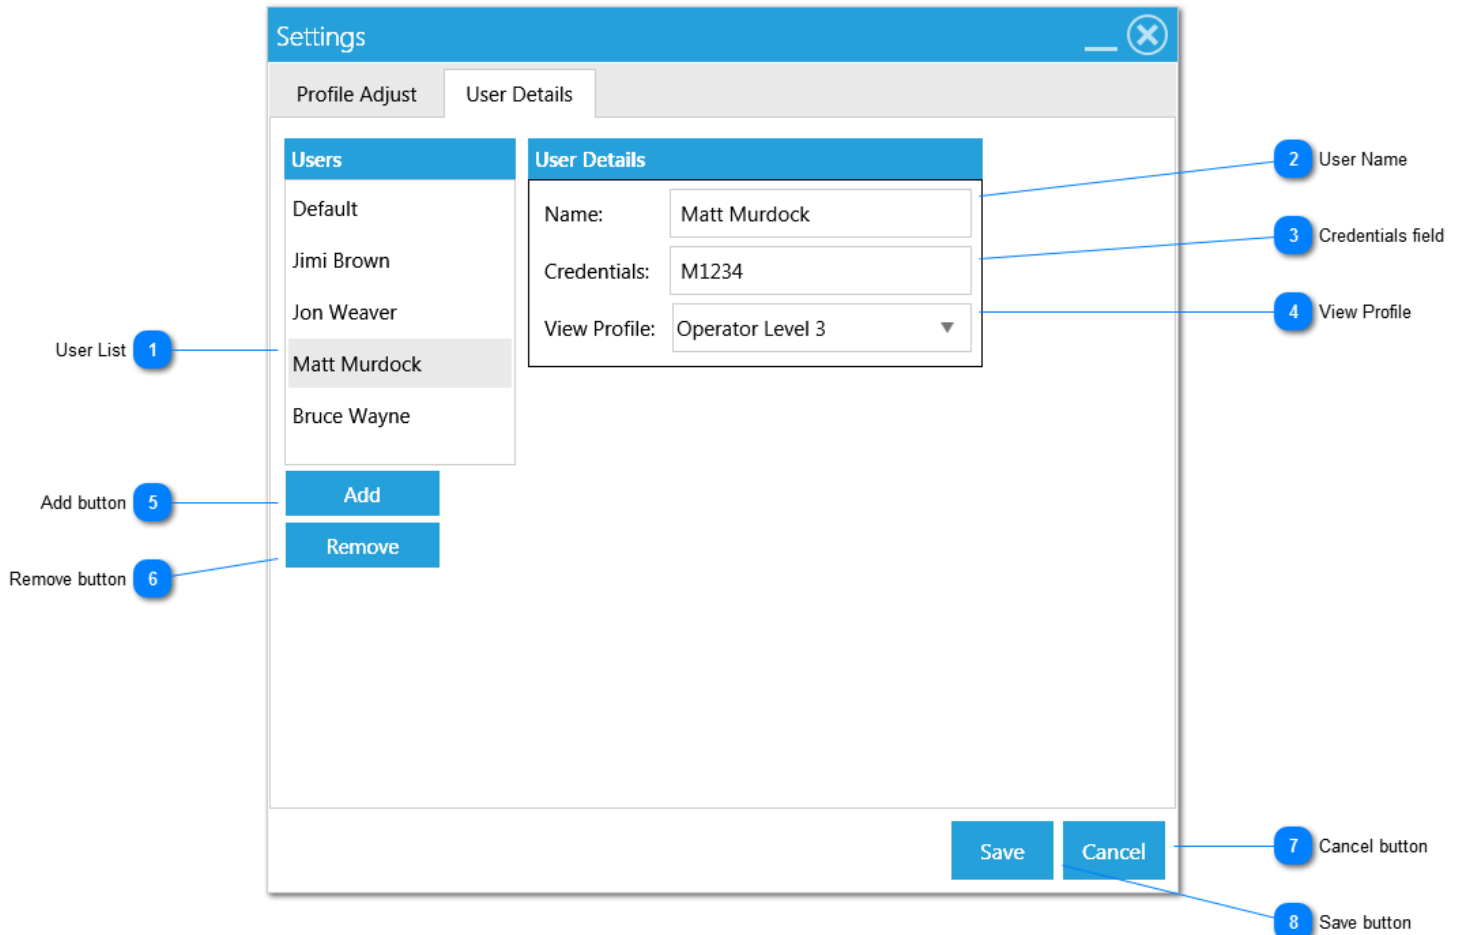 Settings
Profile Adjust
User Details
Users
User Details
2 User Name
Default
Name: Matt Murdock
3 Credentials field
Jimi Brown
Credentials: M1234
Jon Weaver
View Profile: Operator Level 3
4 View Profile
User List 1
Matt Murdock
Bruce Wayne
Add button 5
Add
Remove
Remove button 6
Save
Cancel
7 Cancel button
8 Save button